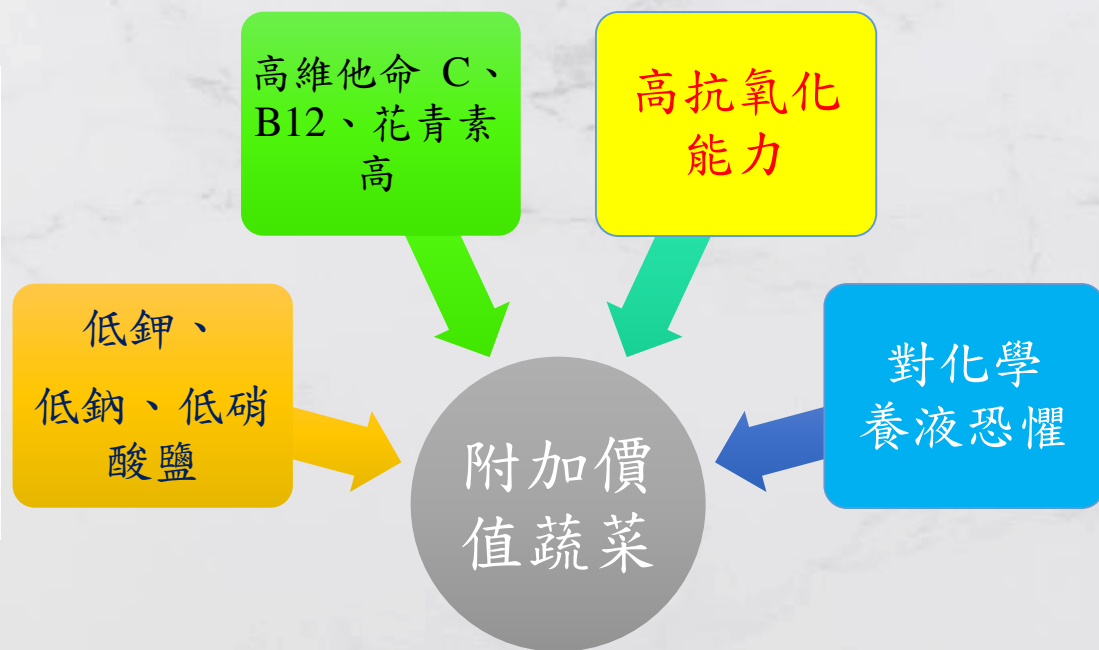 高維他命 C、
B12、花青素
高
高抗氧化
能力
低鉀、
低鈉、低硝
酸鹽
對化學
養液恐懼
附加價
值蔬菜